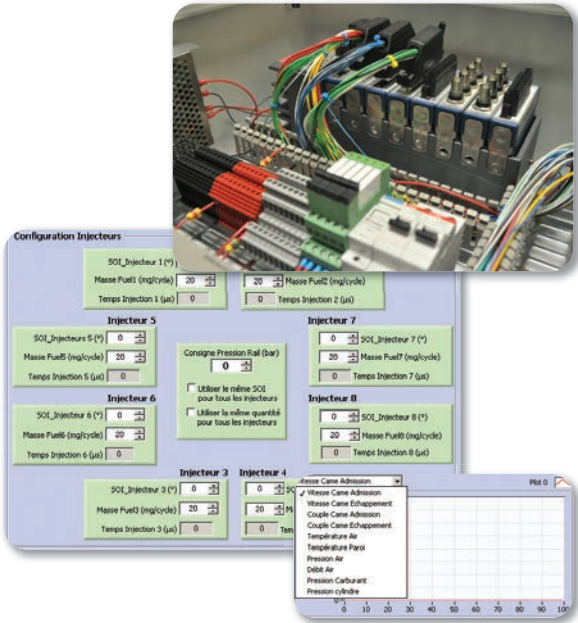 Configuration Injecteurs
SOI_Injecteur 1 (°)
Masse Fuel1 (mg/cycle) 20
20 Masse Fuel2 (mg/cycle)
Temps Injection 1 (µs) 0
0 Temps Injection 2 (µs)
Injecteur 5
SOI_Injecteurs 5 (°) 0
Masse Fuel5 (mg/cycle) 20
Temps Injection 5 (µs) 0
Injecteur 7
0 SOI_Injecteur 7 (°)
20 Masse Fuel7 (mg/cycle)
0 Temps Injection 7 (µs)
Consigne Pression Rail (bar)
0
Utiliser le même SOI
pour tous les injecteurs
Utiliser la même quantité
pour tous les injecteurs
Injecteur 6
SOI_Injecteur 6 (°) 0
Masse Fuel6 (mg/cycle) 20
Temps Injection 6 (µs) 0
Injecteur 8
0 SOI_Injecteur 8 (°)
20 Masse Fuel8 (mg/cycle)
0 Temps Injection 8 (µs)
Injecteur 3
SOI_Injecteur 3 (°) 0
Masse Fuel3 (mg/cycle) 20
Temps Injection 3 (µs) 0
Injecteur 4
0
20
0
Vitesse Came Admission
Plot 0
Vitesse Came Admission
Vitesse Came Echappement
Couple Came Admission
Couple Came Echappement
Température Air
Température Paroi
Pression Air
Débit Air
Pression Carburant
Pression cylindre
0
0 10 20 30 40 50 60 70 80 90 100